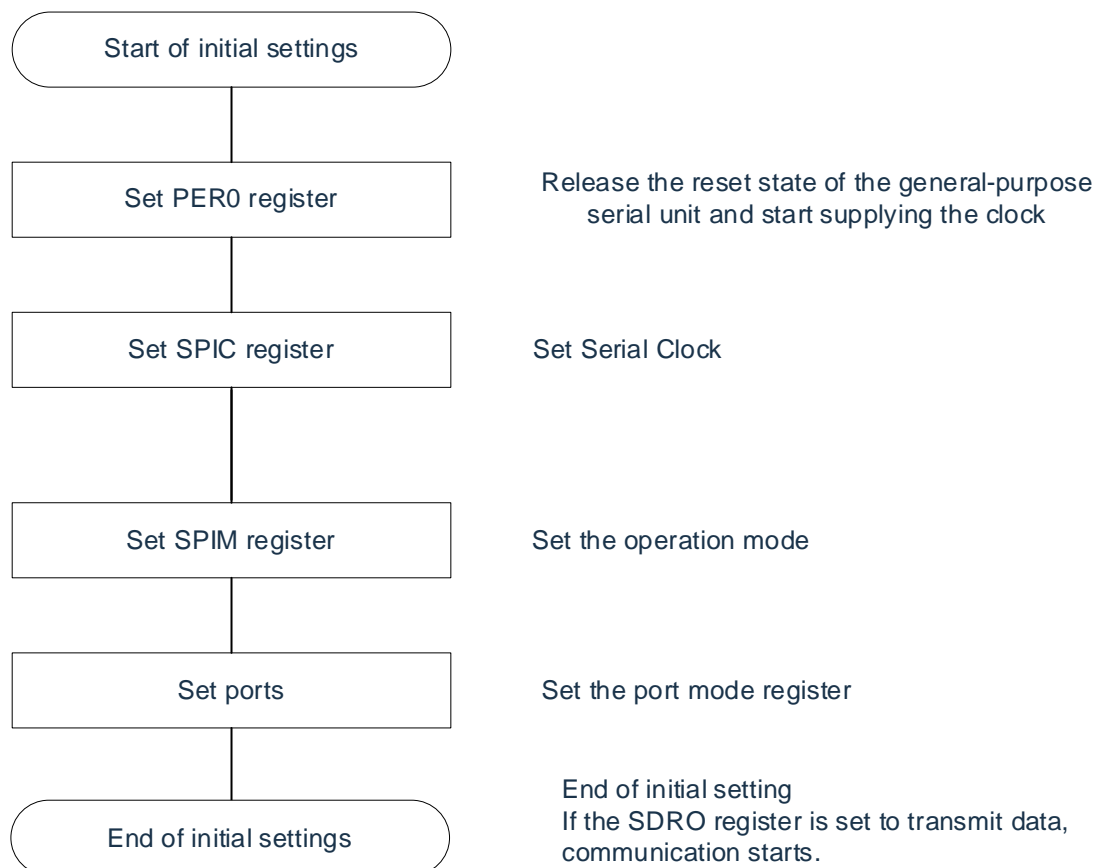 Start of initial settings
Set PER0 register
Release the reset state of the general-purpose
serial unit and start supplying the clock
Set SPIC register
Set Serial Clock
Set SPIM register
Set the operation mode
Set ports
Set the port mode register
End of initial settings
End of initial setting
If the SDRO register is set to transmit data,
communication starts.